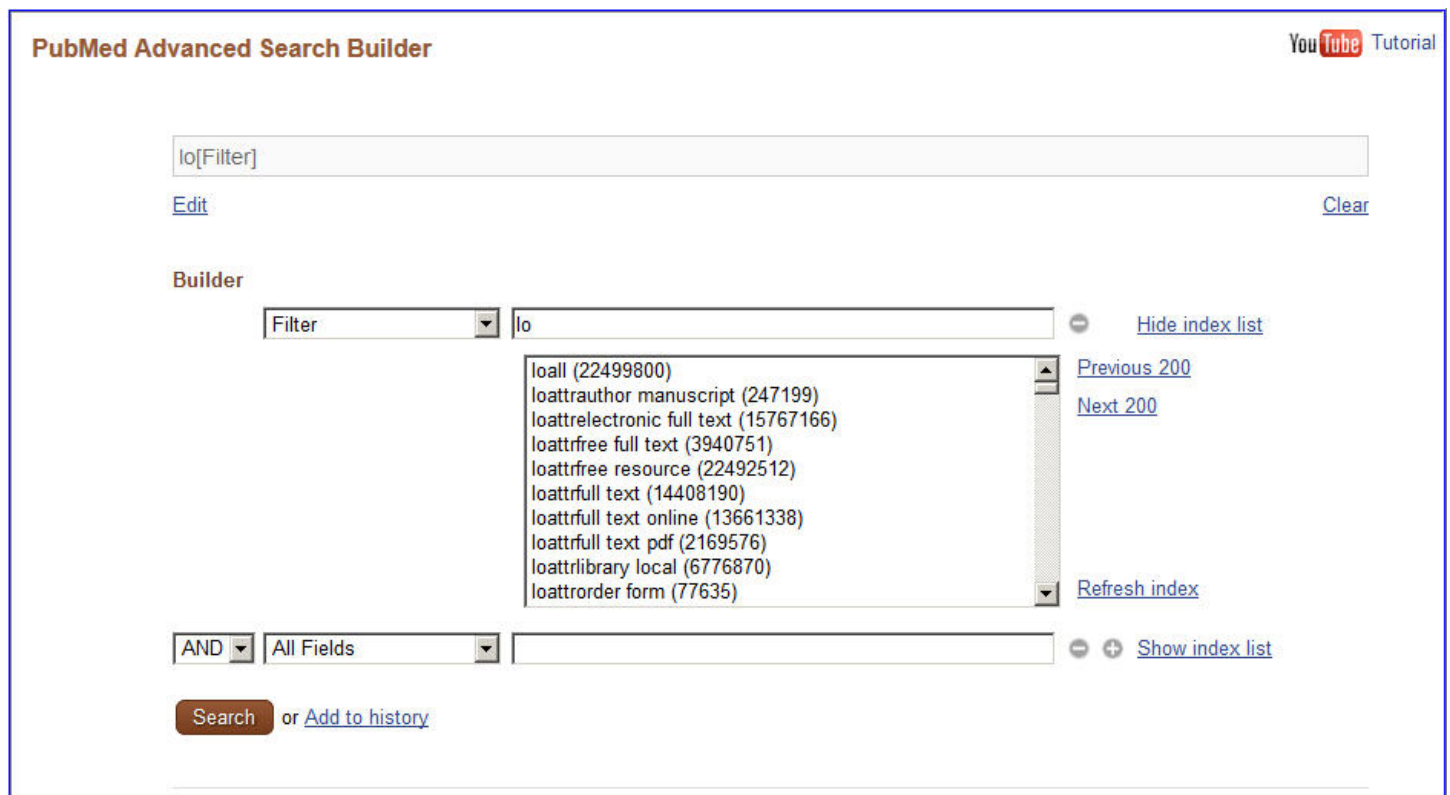 PubMed Advanced Search Builder
YouTube Tutorial
lo[Filter]
Edit Clear
Builder
Filter lo Hide index list
loall (22499800) Previous 200
loattrauthor manuscript (247199)
Next 200
loattrelectronic full text (15767166)
loattrfree full text (3940751)
loattrfree resource (22492512)
loattrfull text (14408190)
loattrfull text online (13661338)
loattrfull text pdf (2169576)
loattrlibrary local (6776870)
loattrorder form (77635) Refresh index
AND All Fields Show index list
Search or Add to history